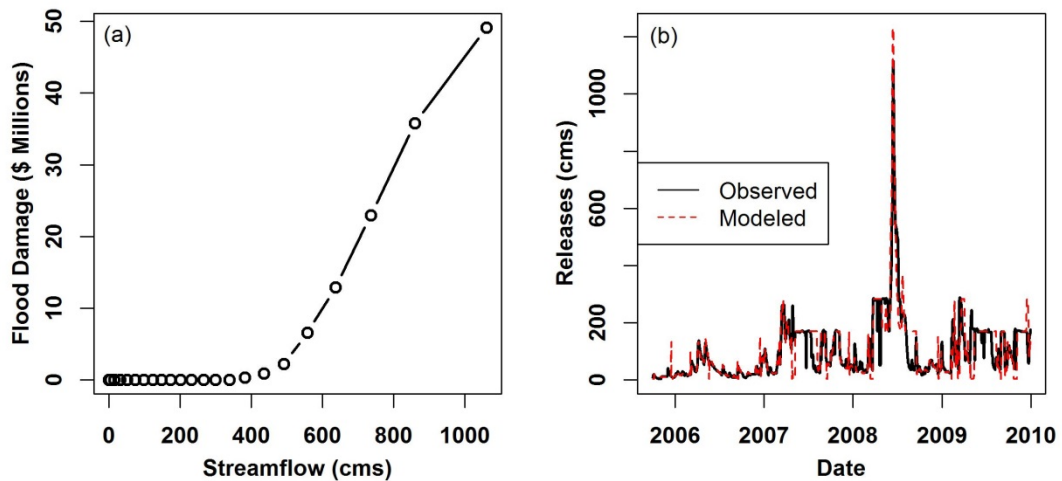 (a)
Flood Damage ($ Millions)
50
40
30
20
10
0
0 200 400 600 800 1000
Streamflow (cms)
(b)
Releases (cms)
1000
600
200
0
Observed
Modeled
2006 2007 2008 2009 2010
Date